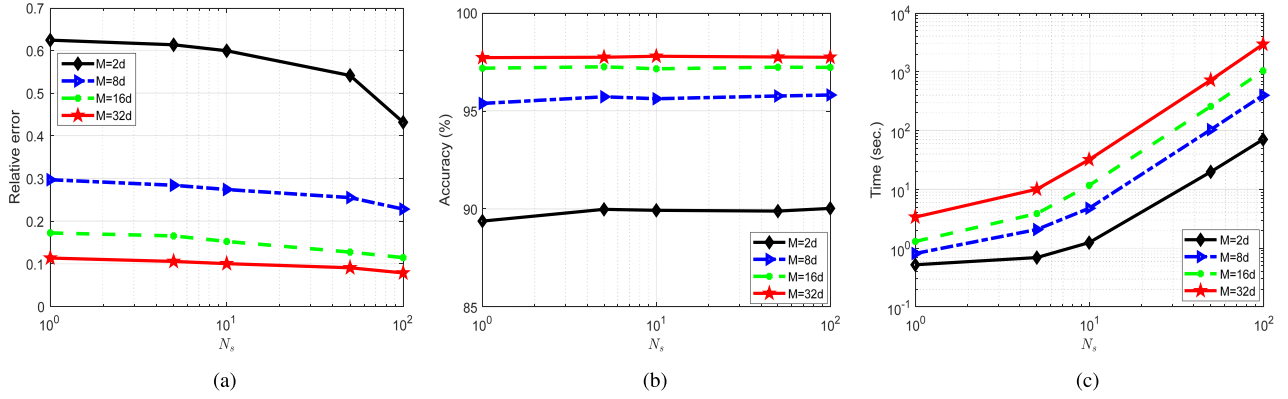 0.7
0.6
0.5
0.4
0.3
0.2
0.1
0
Relative error
M=2d
M=8d
M=16d
M=32d
10^0
10^1
10^2
N_s
(a)
100
95
90
85
Accuracy (%)
M=2d
M=8d
M=16d
M=32d
10^0
10^1
10^2
N_s
(b)
10^4
10^3
10^2
10^1
10^0
10^-1
Time (sec.)
M=2d
M=8d
M=16d
M=32d
10^0
10^1
10^2
N_s
(c)